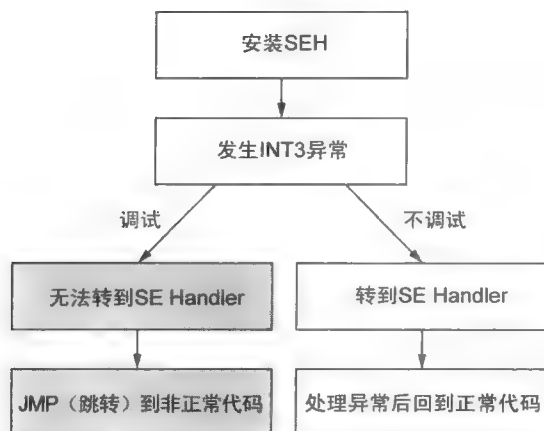 安装SEH
发生INT3异常
调试
不调试
无法转到SE Handler
转到SE Handler
JMP（跳转）到非正常代码
处理异常后回到正常代码